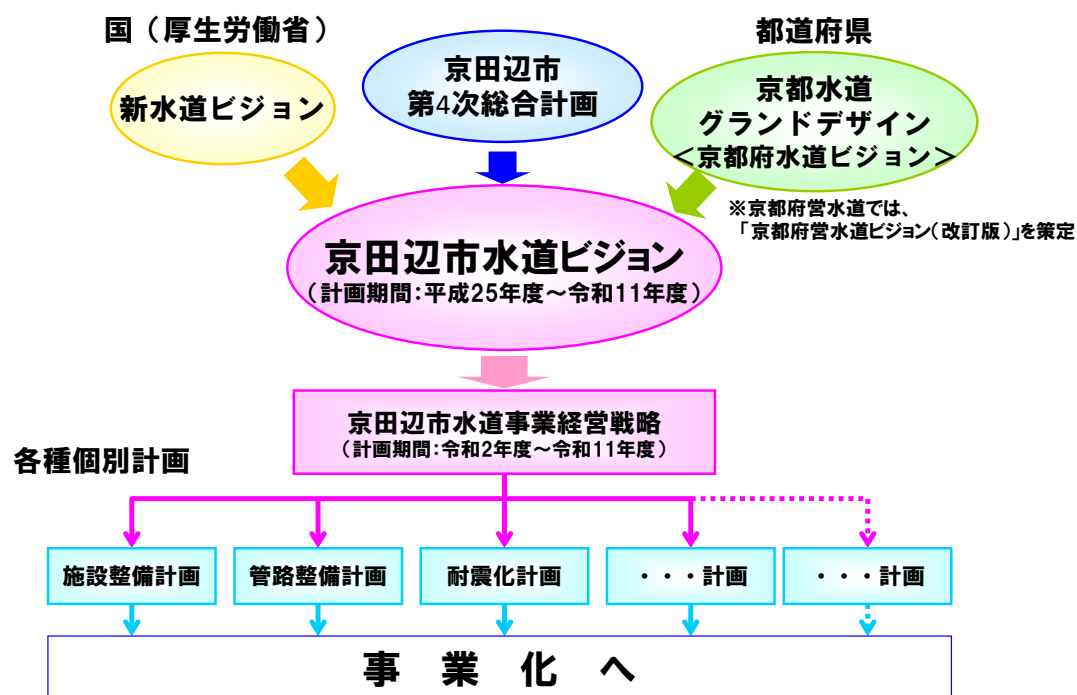 国（厚生労働省）
新水道ビジョン
京田辺市
第4次総合計画
都道府県
京都水道
グランドデザイン
＜京都府水道ビジョン＞
※京都府営水道では、
「京都府営水道ビジョン（改訂版）」を策定
京田辺市水道ビジョン
（計画期間：平成25年度～令和11年度）
京田辺市水道事業経営戦略
（計画期間：令和2年度～令和11年度）
各種個別計画
施設整備計画
管路整備計画
耐震化計画
・・・計画
・・・計画
事業化へ